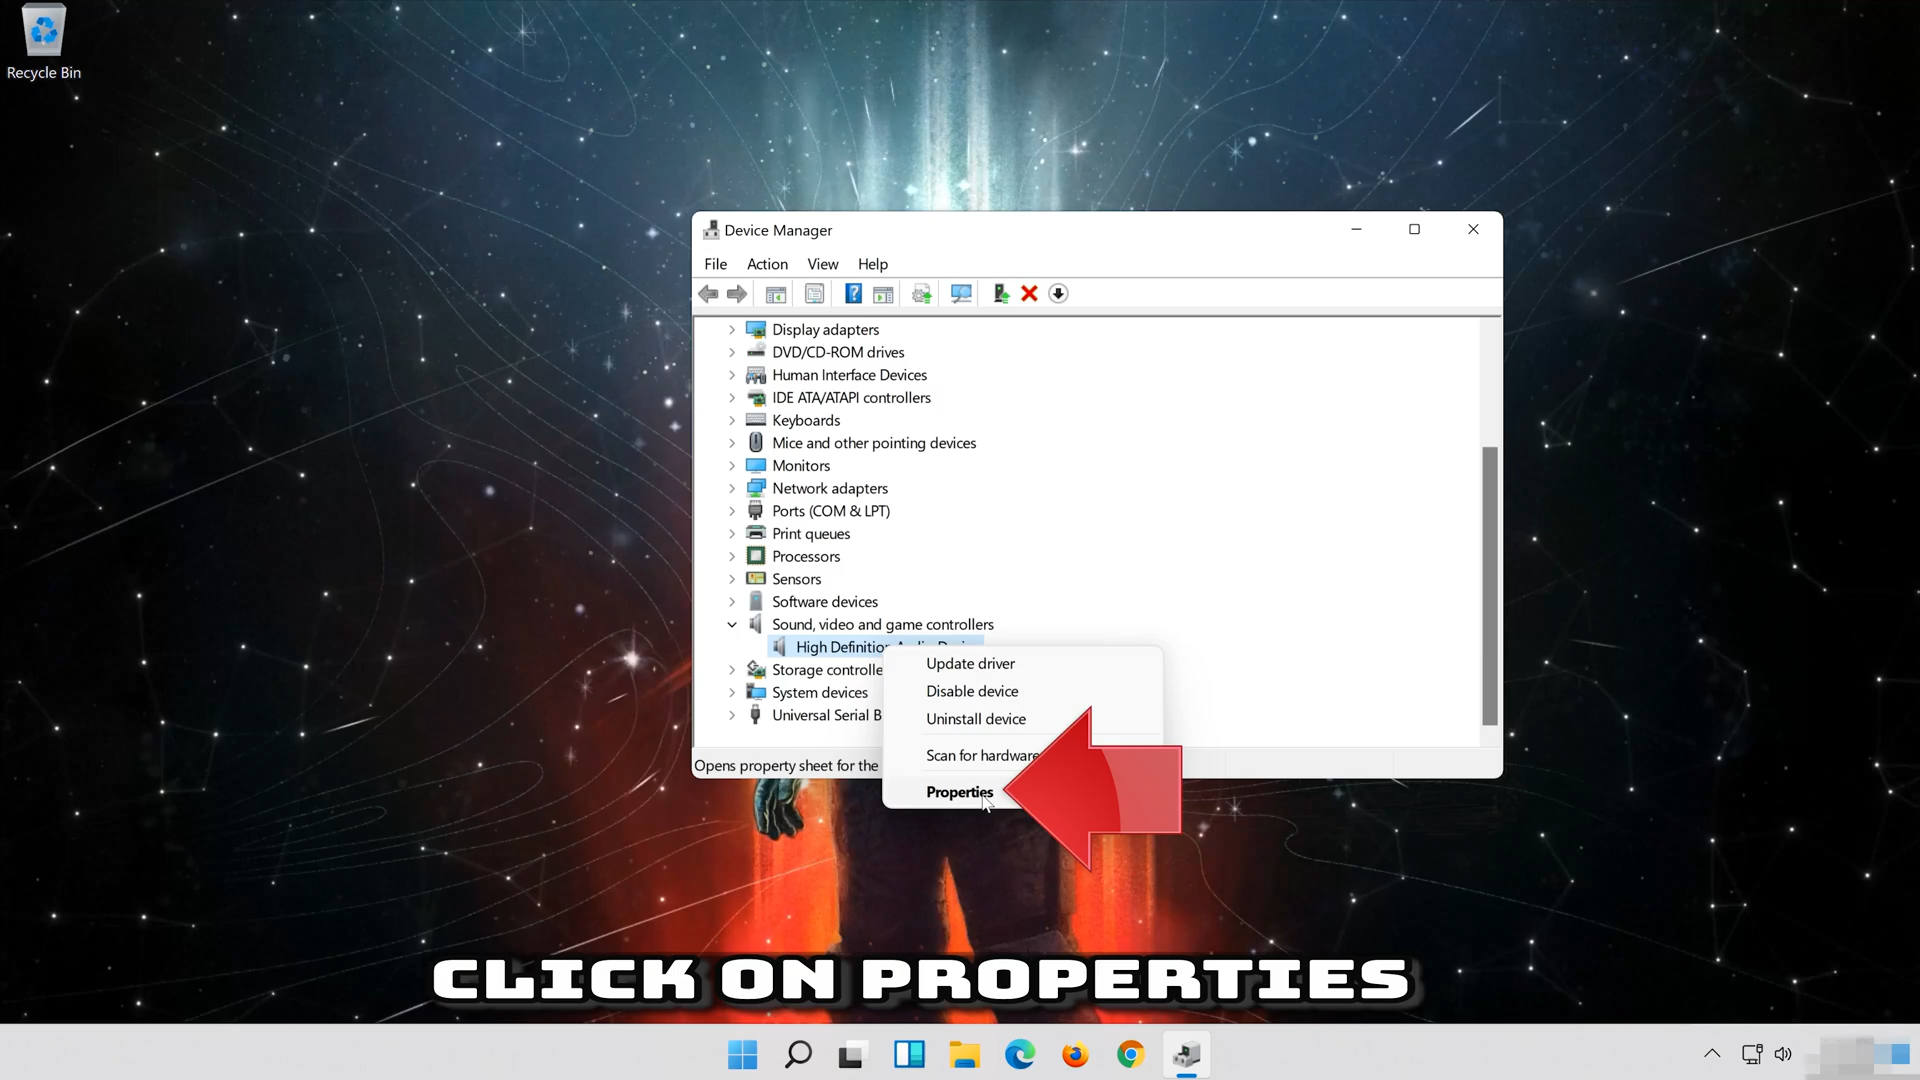 Recycle Bin
Device Manager
File Action View Help
Display adapters
DVD/CD-ROM drives
Human Interface Devices
IDE ATA/ATAPI controllers
Keyboards
Mice and other pointing devices
Monitors
Network adapters
Ports (COM & LPT)
Print queues
Processors
Sensors
Software devices
Sound, video and game controllers
High Definition
Storage
System devices
Universal Serial
Update driver
Disable device
Uninstall device
Scan for hardware
Properties
Opens property sheet for the
CLICK ON PROPERTIES